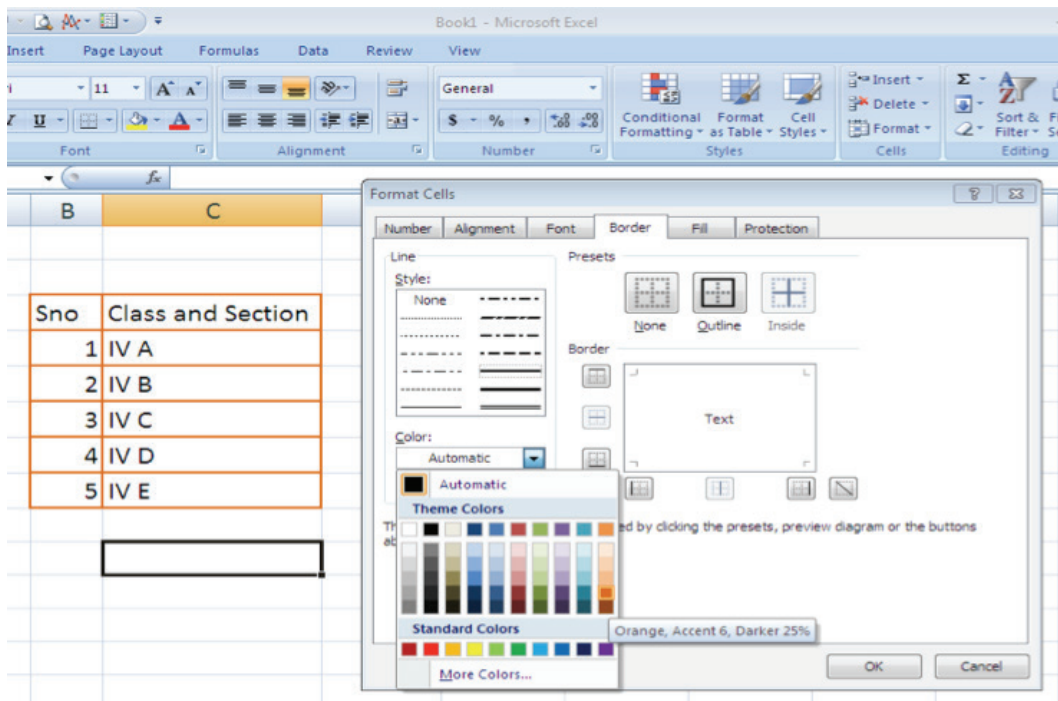 Book1 - Microsoft Excel
Insert Page Layout Formulas Data Review View
11 A A General Insert Σ
Delete
U A $ % , .00 .0 Conditional Formatting Format as Table Cell Styles Format Sort & Filter
Font Alignment Number Styles Cells Editing
fx
B C
Sno Class and Section
1 IV A
2 IV B
3 IV C
4 IV D
5 IV E
Format Cells
Number Alignment Font Border Fill Protection
Line
Style:
None
Presets
None Outline Inside
Border
Text
Color:
Automatic
Automatic
Theme Colors
ed by clicking the presets, preview diagram or the buttons
Standard Colors
More Colors...
Orange, Accent 6, Darker 25%
OK Cancel